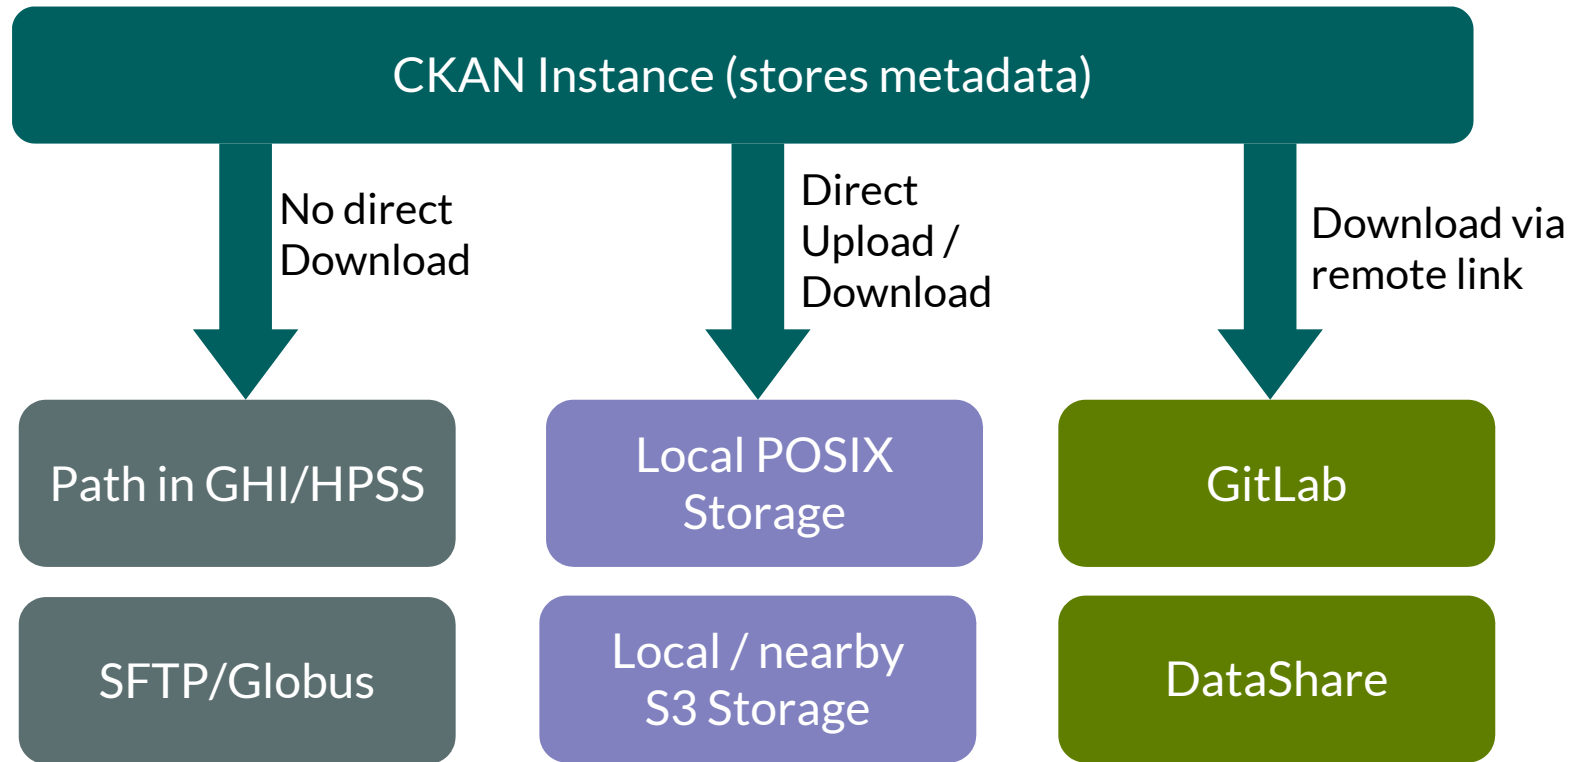 CKAN Instance (stores metadata)
No direct
Download
Direct
Upload /
Download
Download via
remote link
Path in GHI/HPSS
Local POSIX
Storage
GitLab
SFTP/Globus
Local / nearby
S3 Storage
DataShare